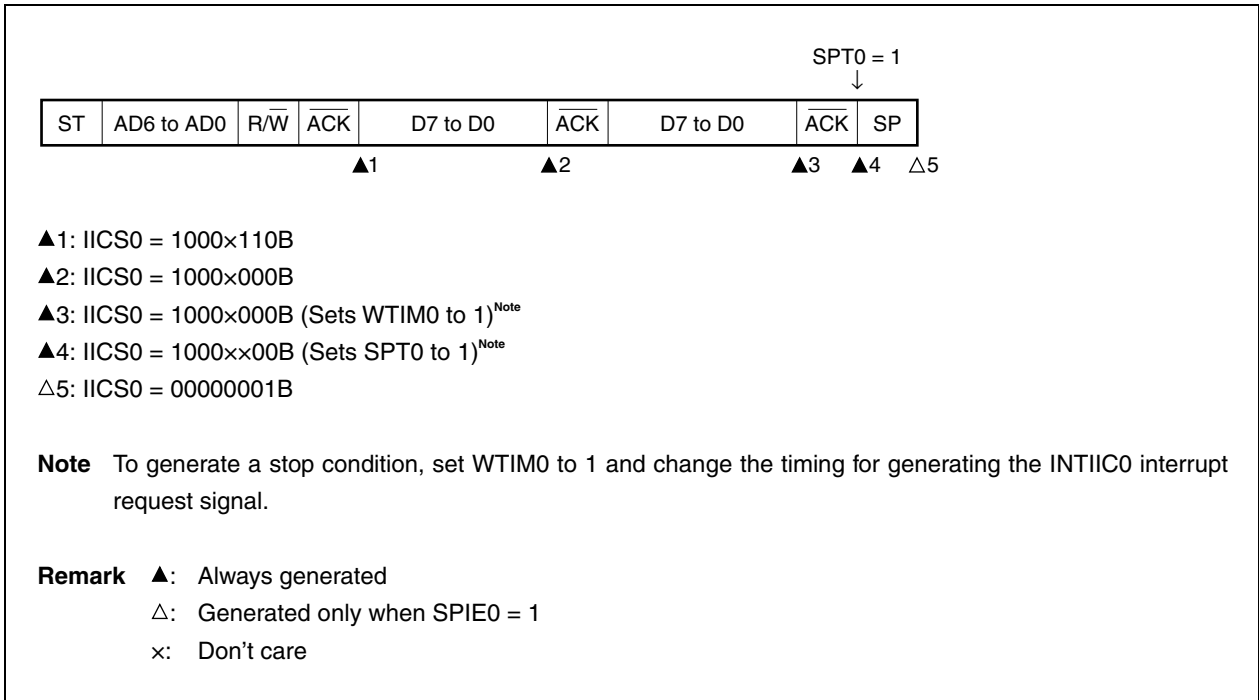 SPT0 = 1
↓
ST AD6 to AD0 R/W̅ A̅C̅K̅ D7 to D0 A̅C̅K̅ D7 to D0 A̅C̅K̅ SP
▲1 ▲2 ▲3 ▲4 △5
▲1: IICS0 = 1000×110B
▲2: IICS0 = 1000×000B
▲3: IICS0 = 1000×000B (Sets WTIM0 to 1)Note
▲4: IICS0 = 1000××00B (Sets SPT0 to 1)Note
△5: IICS0 = 00000001B
Note To generate a stop condition, set WTIM0 to 1 and change the timing for generating the INTIIC0 interrupt
request signal.
Remark ▲: Always generated
△: Generated only when SPIE0 = 1
×: Don't care